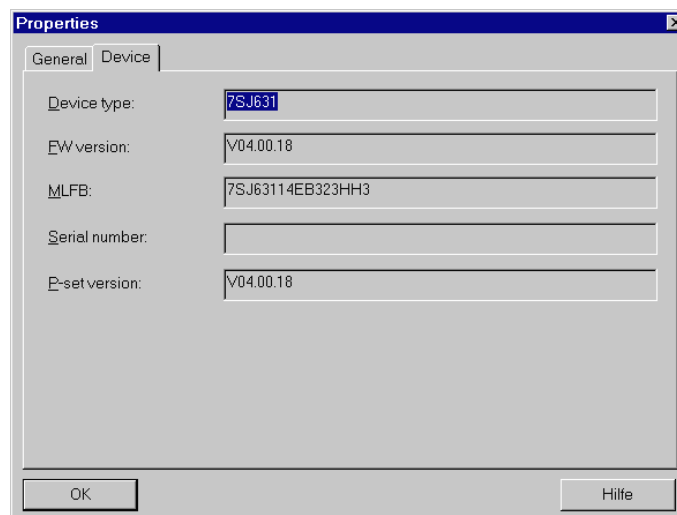 Properties
General Device
Device type: 7SJ631
FW version: V04.00.18
MLFB: 7SJ63114EB323HH3
Serial number:
P-set version: V04.00.18
OK Hilfe